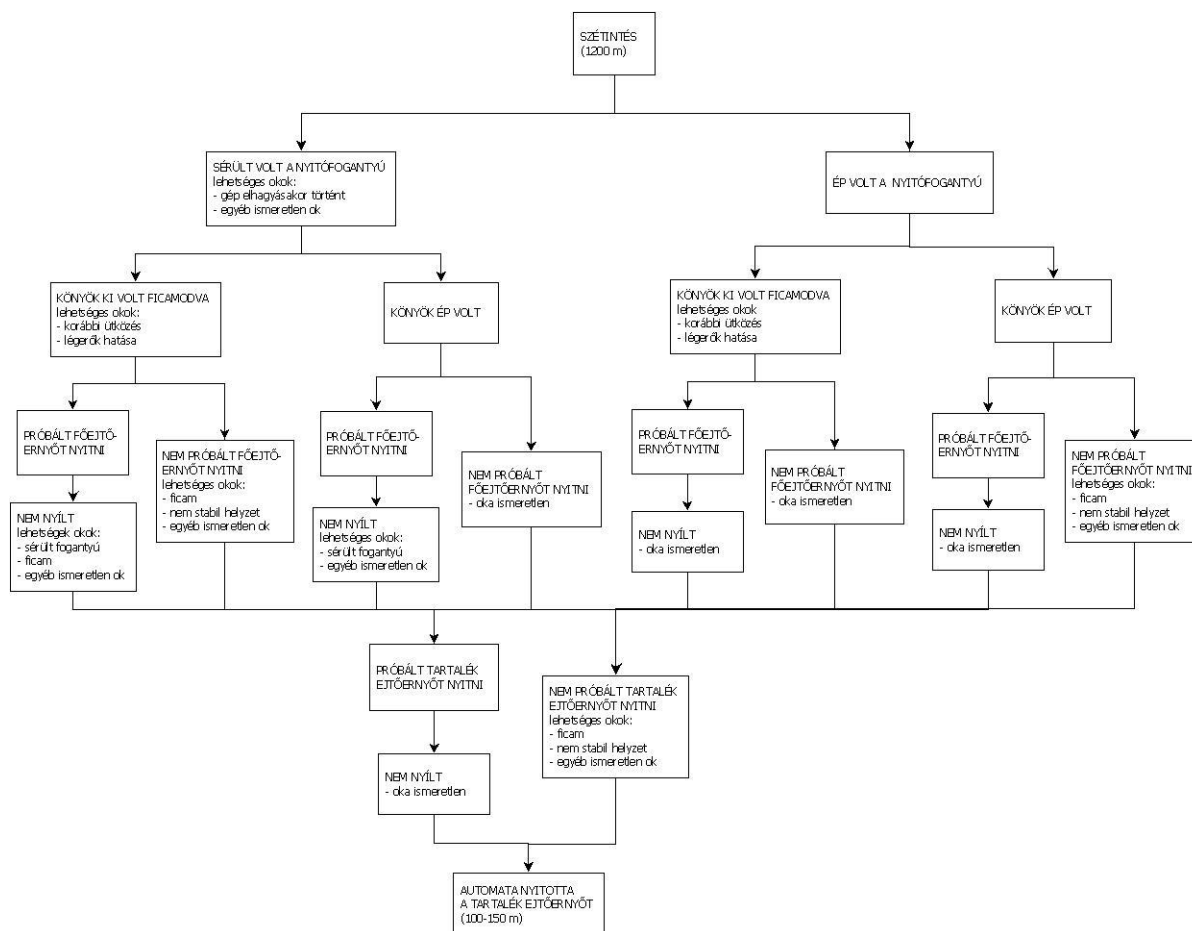 SZÉTINTÉS
(1200 m)
SÉRÜLT VOLT A NYITÓFOGANTYÚ
lehetséges okok:
- gép elhagyásakor történt
- egyéb ismeretlen ok
ÉP VOLT A NYITÓFOGANTYÚ
KÖNYÖK KI VOLT FICAMODVA
lehetséges okok:
- korábbi ütközés
- légerők hatása
KÖNYÖK ÉP VOLT
KÖNYÖK KI VOLT FICAMODVA
lehetséges okok
- korábbi ütközés
- légerők hatása
KÖNYÖK ÉP VOLT
PRÓBÁLT FŐEJTŐ-
ERNYŐT NYITNI
NEM PRÓBÁLT FŐEJTŐ-
ERNYŐT NYITNI
lehetséges okok:
- ficam
- nem stabil helyzet
- egyéb ismeretlen ok
PRÓBÁLT FŐEJTŐ-
ERNYŐT NYITNI
NEM PRÓBÁLT
FŐEJTŐERNYŐT NYITNI
- oka ismeretlen
PRÓBÁLT FŐEJTŐ-
ERNYŐT NYITNI
NEM PRÓBÁLT
FŐEJTŐERNYŐT NYITNI
- oka ismeretlen
PRÓBÁLT FŐEJTŐ-
ERNYŐT NYITNI
NEM PRÓBÁLT
FŐEJTŐERNYŐT NYITNI
lehetséges okok:
- ficam
- nem stabil helyzet
- egyéb ismeretlen ok
NEM NYÍLT
lehetségek okok:
- sérült fogantyú
- ficam
- egyéb ismeretlen ok
NEM NYÍLT
lehetséges okok:
- sérült fogantyú
- egyéb ismeretlen ok
NEM NYÍLT
- oka ismeretlen
NEM NYÍLT
- oka ismeretlen
PRÓBÁLT TARTALÉK
EJTŐERNYŐT NYITNI
NEM PRÓBÁLT TARTALÉK
EJTŐERNYŐT NYITNI
lehetséges okok:
- ficam
- nem stabil helyzet
- egyéb ismeretlen ok
NEM NYÍLT
- oka ismeretlen
AUTOMATA NYITOTTA
A TARTALÉK EJTŐERNYŐT
(100-150 m)